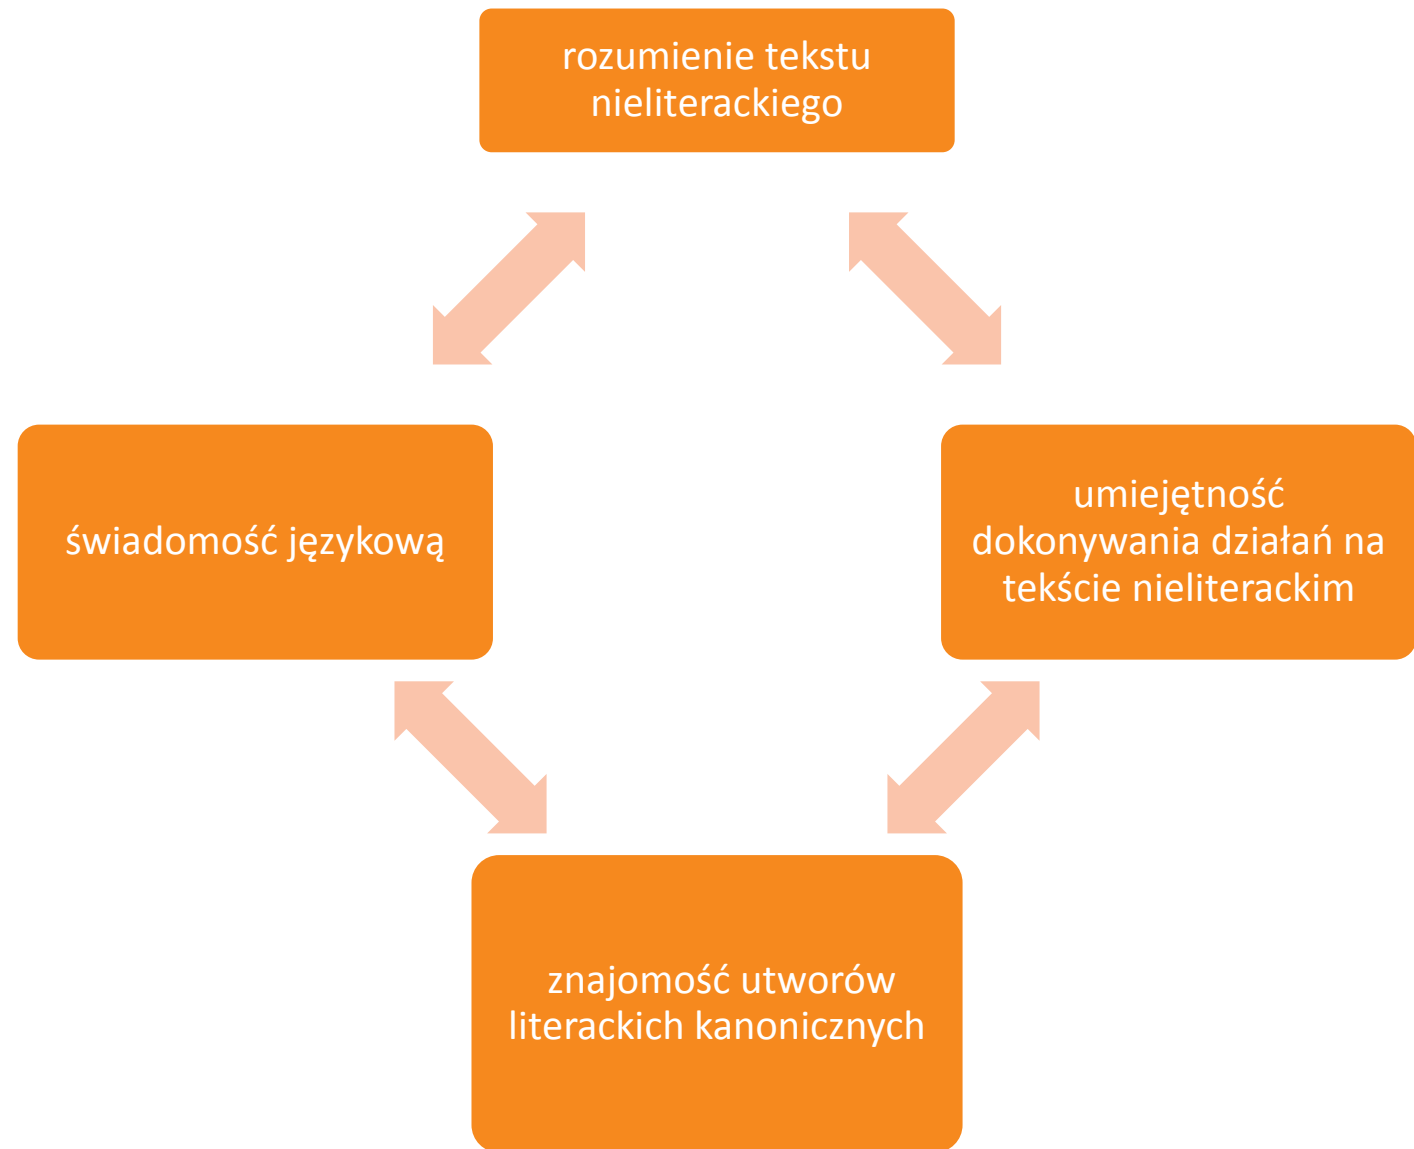 rozumienie tekstu
nieliterackiego
świadomość językową
umiejętność
dokonywania działań na
tekście nieliterackim
znajomość utworów
literackich kanonicznych